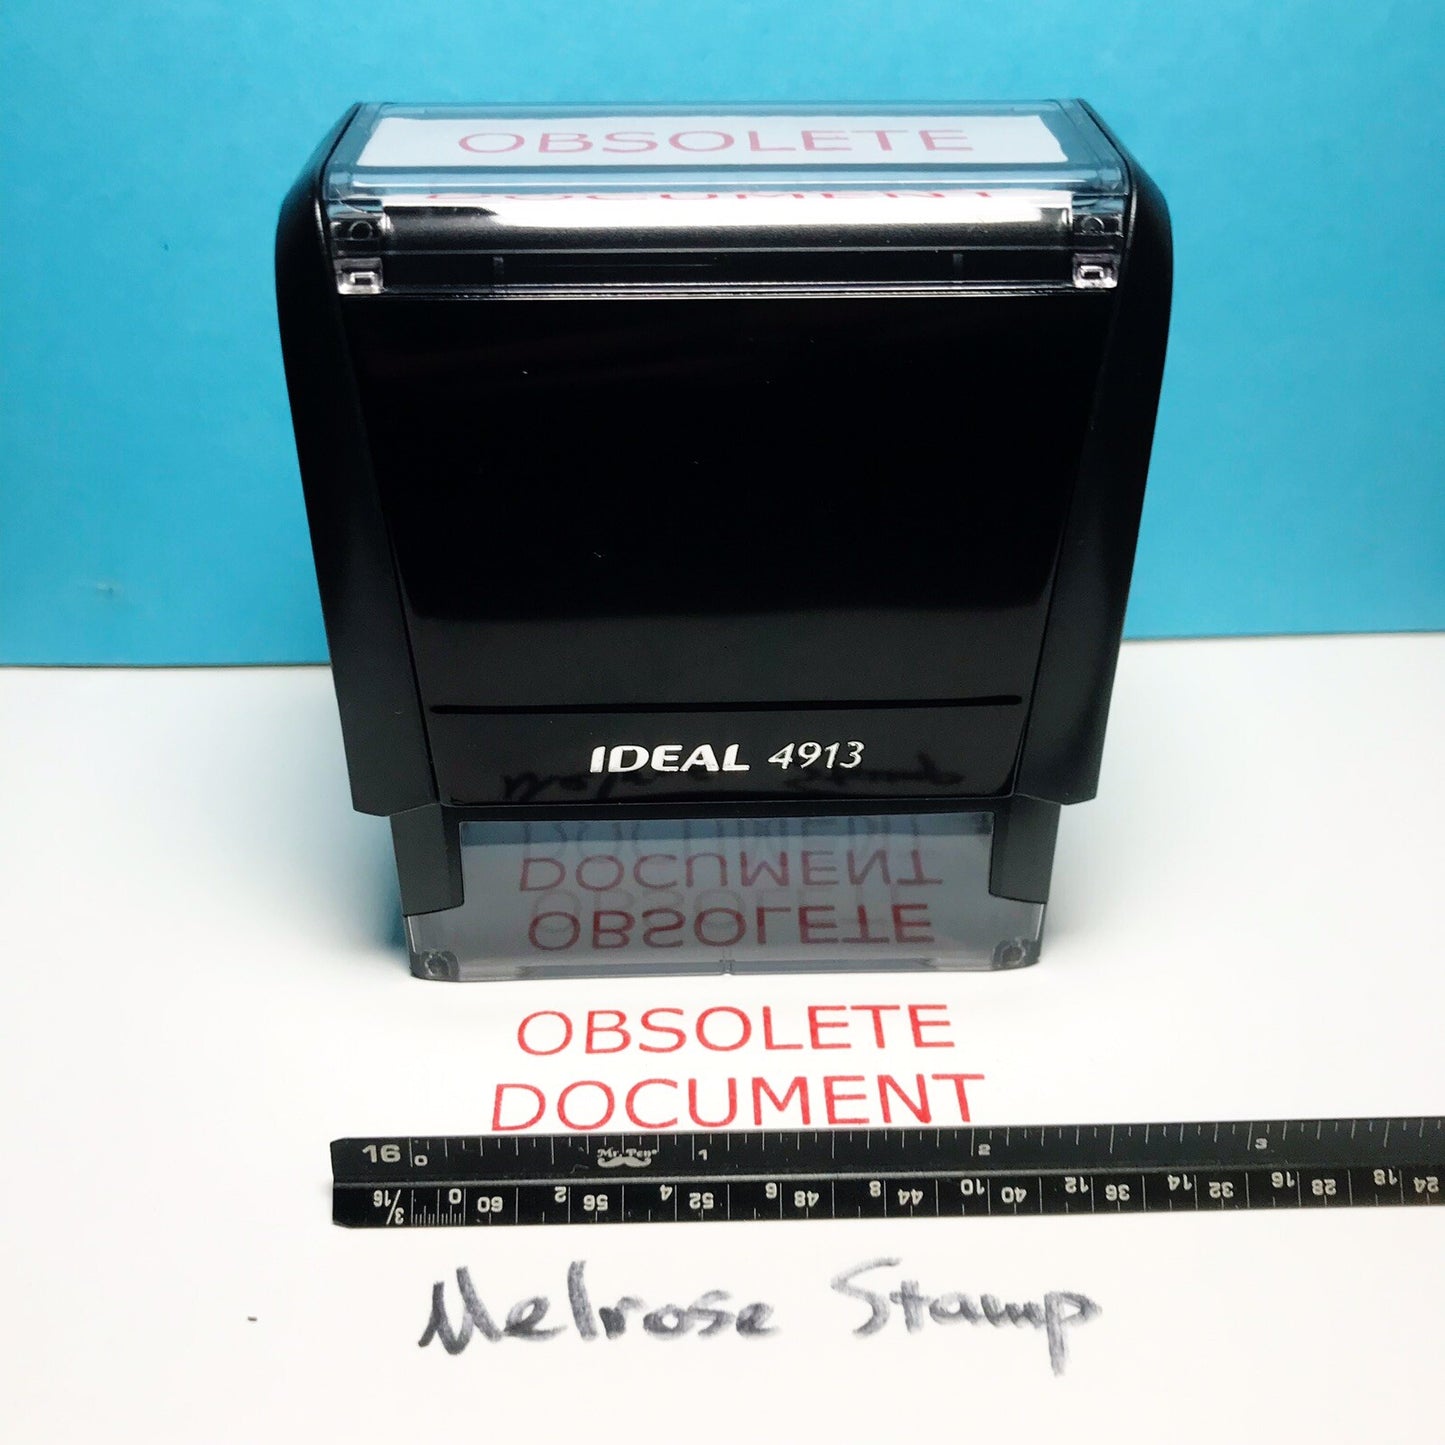 OBSOLETE
DOCUMENT
IDEAL 4913
DOCUMENT
OBSOLETE
OBSOLETE
DOCUMENT
16 0 Mr. Pen 1 2 3
3/16 0 60 2 56 4 52 6 48 8 44 10 40 12 36 14 32 16 28 18 24
Melrose Stamp